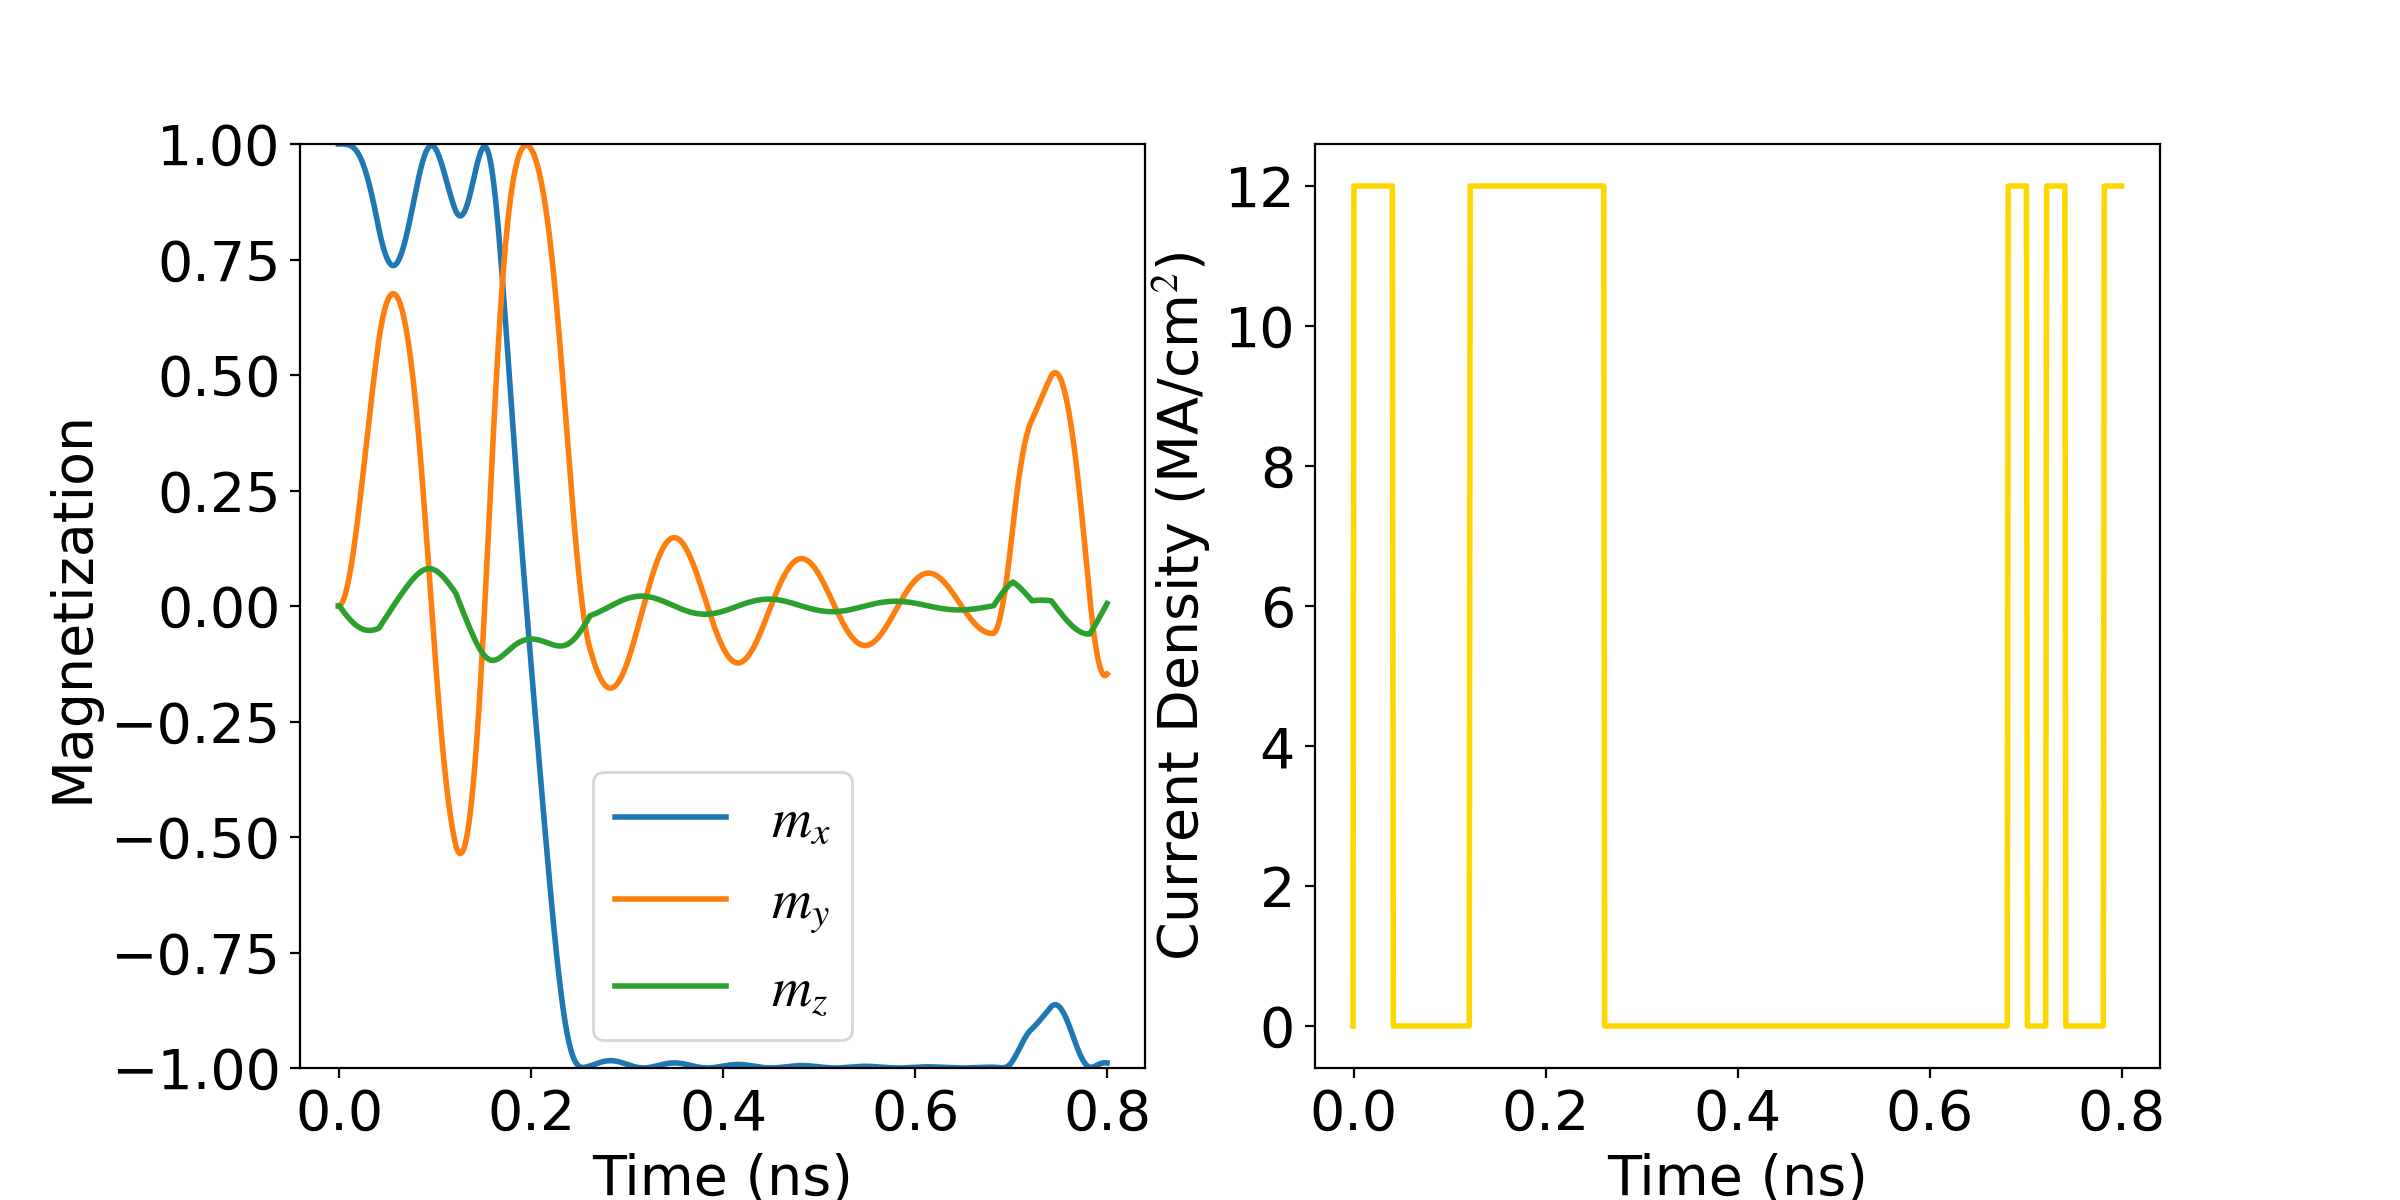 1.00
0.75
0.50
0.25
0.00
−0.25
−0.50
−0.75
−1.00
Magnetization
0.0 0.2 0.4 0.6 0.8
Time (ns)
m_x
m_y
m_z
12
10
8
6
4
2
0
Current Density (MA/cm²)
0.0 0.2 0.4 0.6 0.8
Time (ns)